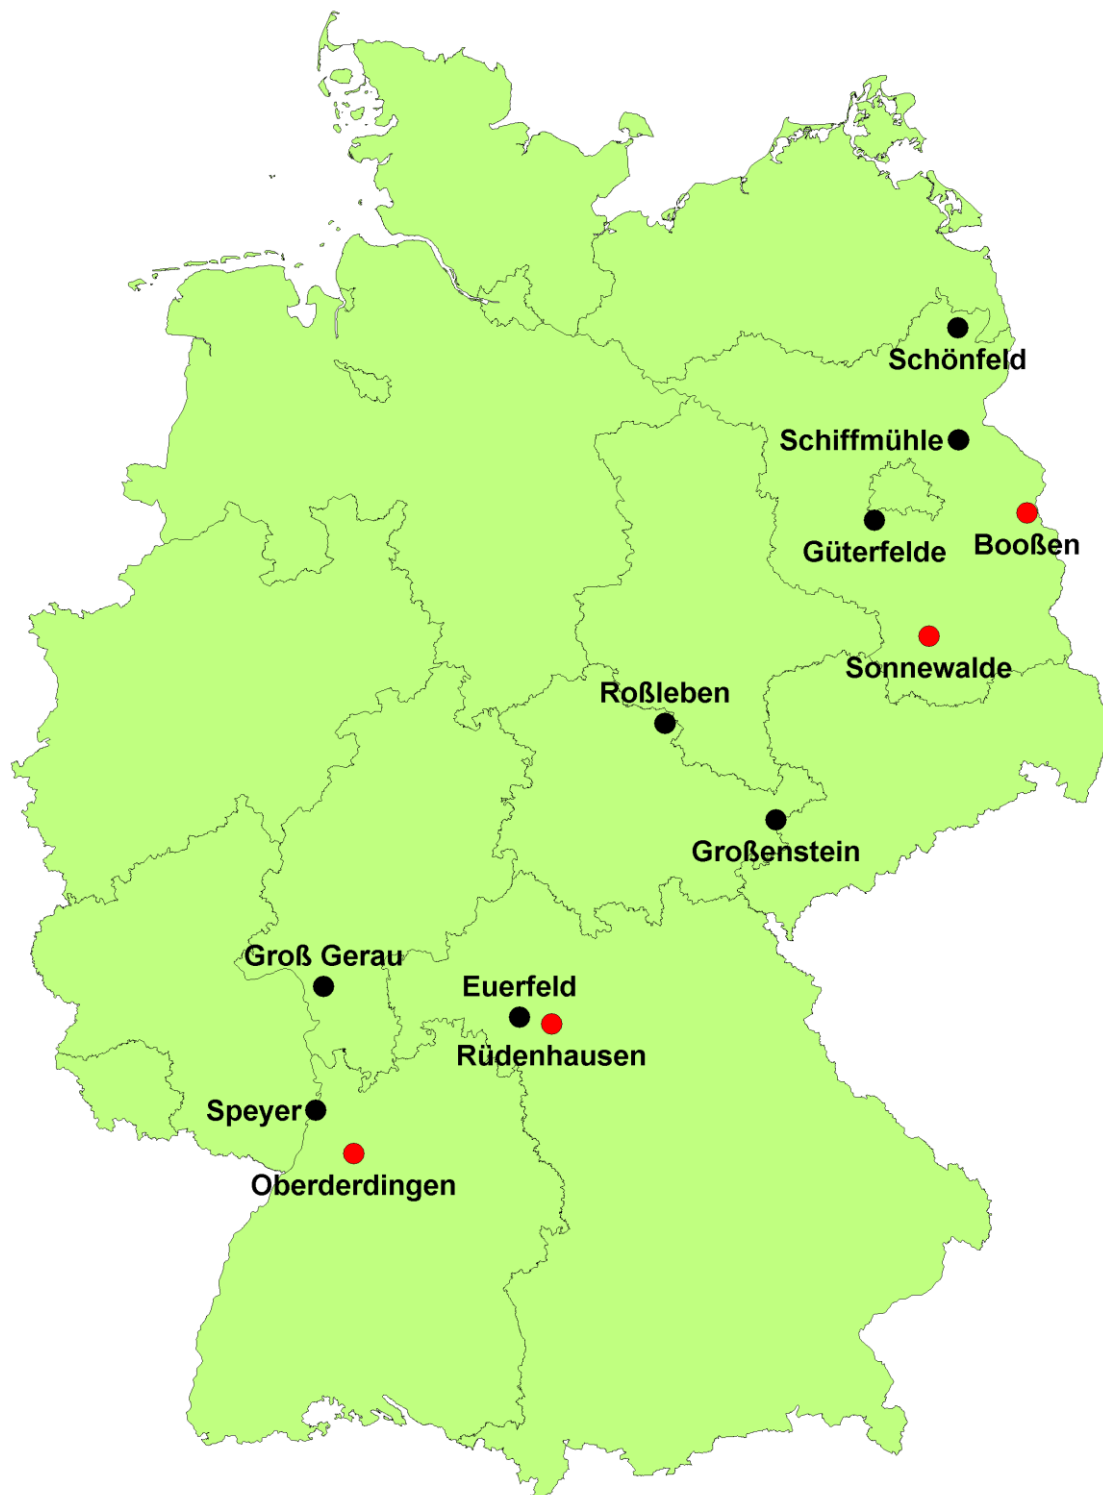 Schönfeld
Schiffmühle
Güterfelde
Booßen
Sonnewalde
Roßleben
Großenstein
Groß Gerau
Euerfeld
Rüdenhausen
Speyer
Oberderdingen